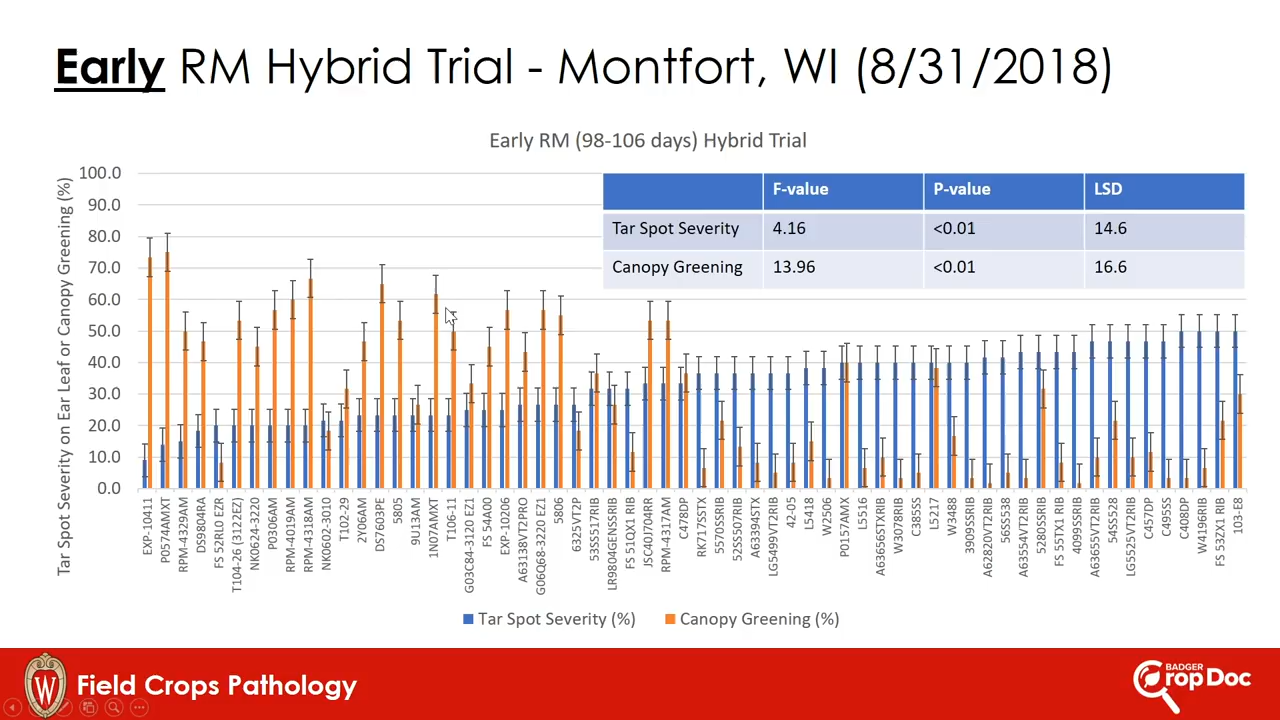 Early RM Hybrid Trial - Montfort, WI (8/31/2018)
Early RM (98-106 days) Hybrid Trial
Tar Spot Severity on Ear Leaf or Canopy Greening (%)
100.0
90.0
80.0
70.0
60.0
50.0
40.0
30.0
20.0
10.0
0.0
F-value P-value LSD
Tar Spot Severity 4.16 <0.01 14.6
Canopy Greening 13.96 <0.01 16.6
EXP-10411
P0574AMXT
RPM-4329AM
DS9804RA
FS 52RL0 EZR
T104-26 (3122EZ)
NK0624-3220
P0306AM
RPM-4019AM
RPM-4318AM
NK0602-3010
T102-29
2Y06AM
DS7603PE
5805
9U13AM
1N07AMXT
T106-11
G03C84-3120 EZ1
FS 54A00
EXP-10206
A63138VT2PRO
G06Q68-3220 EZ1
5806
6325VT2P
53SS517RIB
LR9804GENSSRIB
FS 51QX1 RIB
JSC40J704RR
RPM-4317AM
C478DP
RK717SSTX
5570SSRIB
52SS507RIB
A63394STX
LG5499VT2RIB
42-05
L5418
W2506
P0157AMX
L5516
A63656STXRIB
W3078RIB
C385SS
L5217
W3482
3909SSRIB
A62820VT2RIB
56SS538
A63554VT2RIB
5280SSRIB
FS 55TX1 RIB
4099SSRIB
A63655VT2RIB
54SS528
LG5525VT2RIB
C457DP
C495SS
C408DP
W4196RIB
FS 53ZX1 RIB
103-E8
Tar Spot Severity (%) Canopy Greening (%)
W
Field Crops Pathology
BADGER
CropDoc